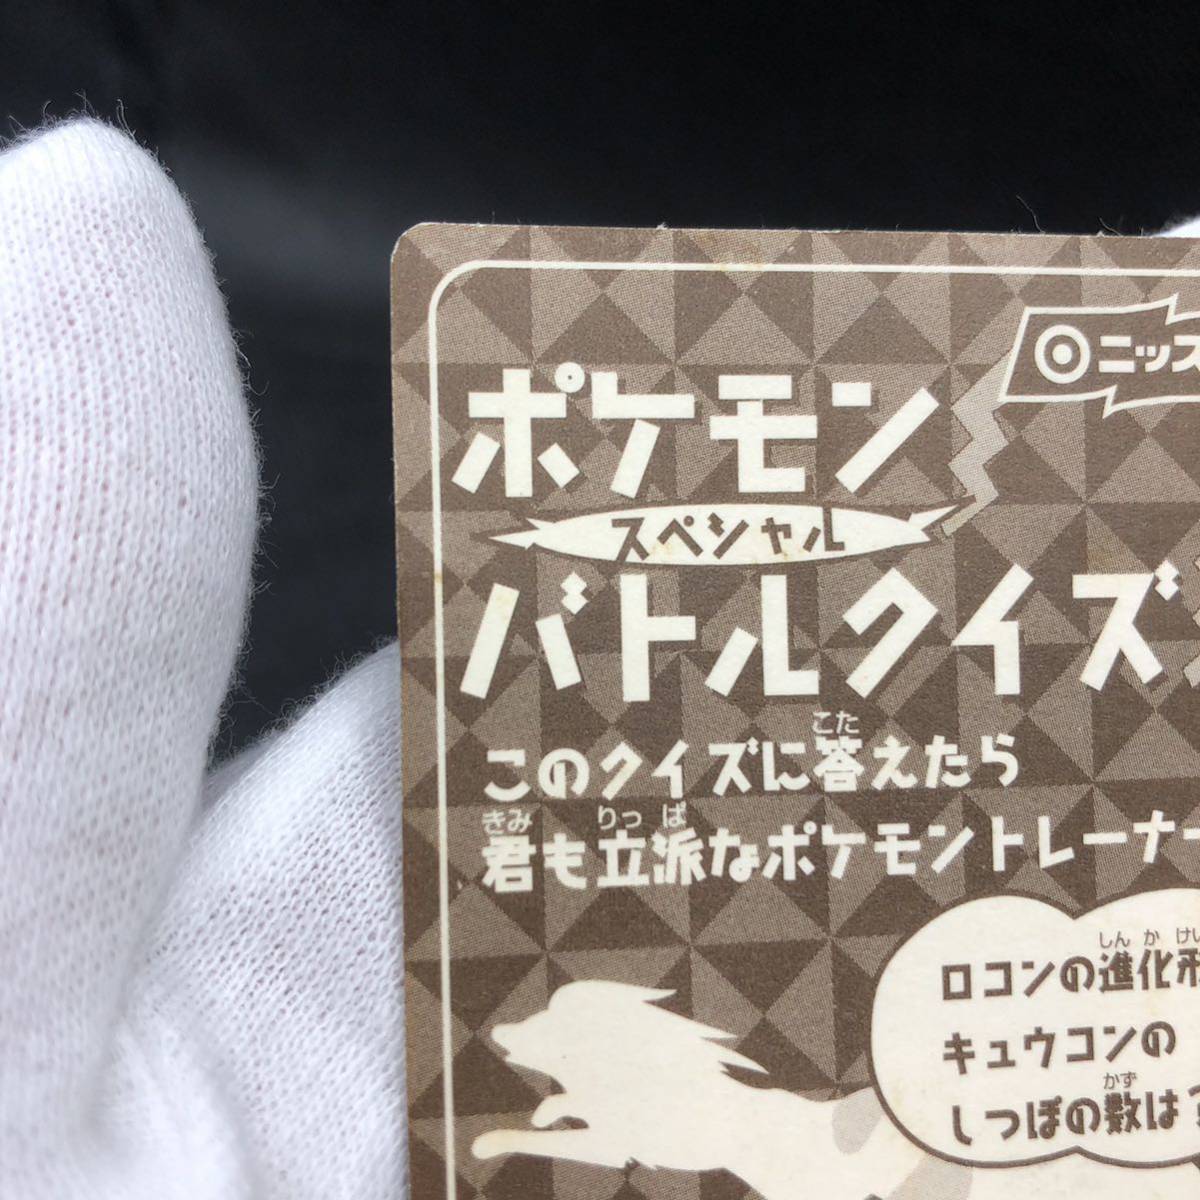 ニッス
ポケモン
スペシャル
バトルクイズ
こた
このクイズに答えたら
きみ りっぱ
君も立派なポケモントレーナー
しん か けい
ロコンの進化形
キュウコンの
かず
しっぽの数は?